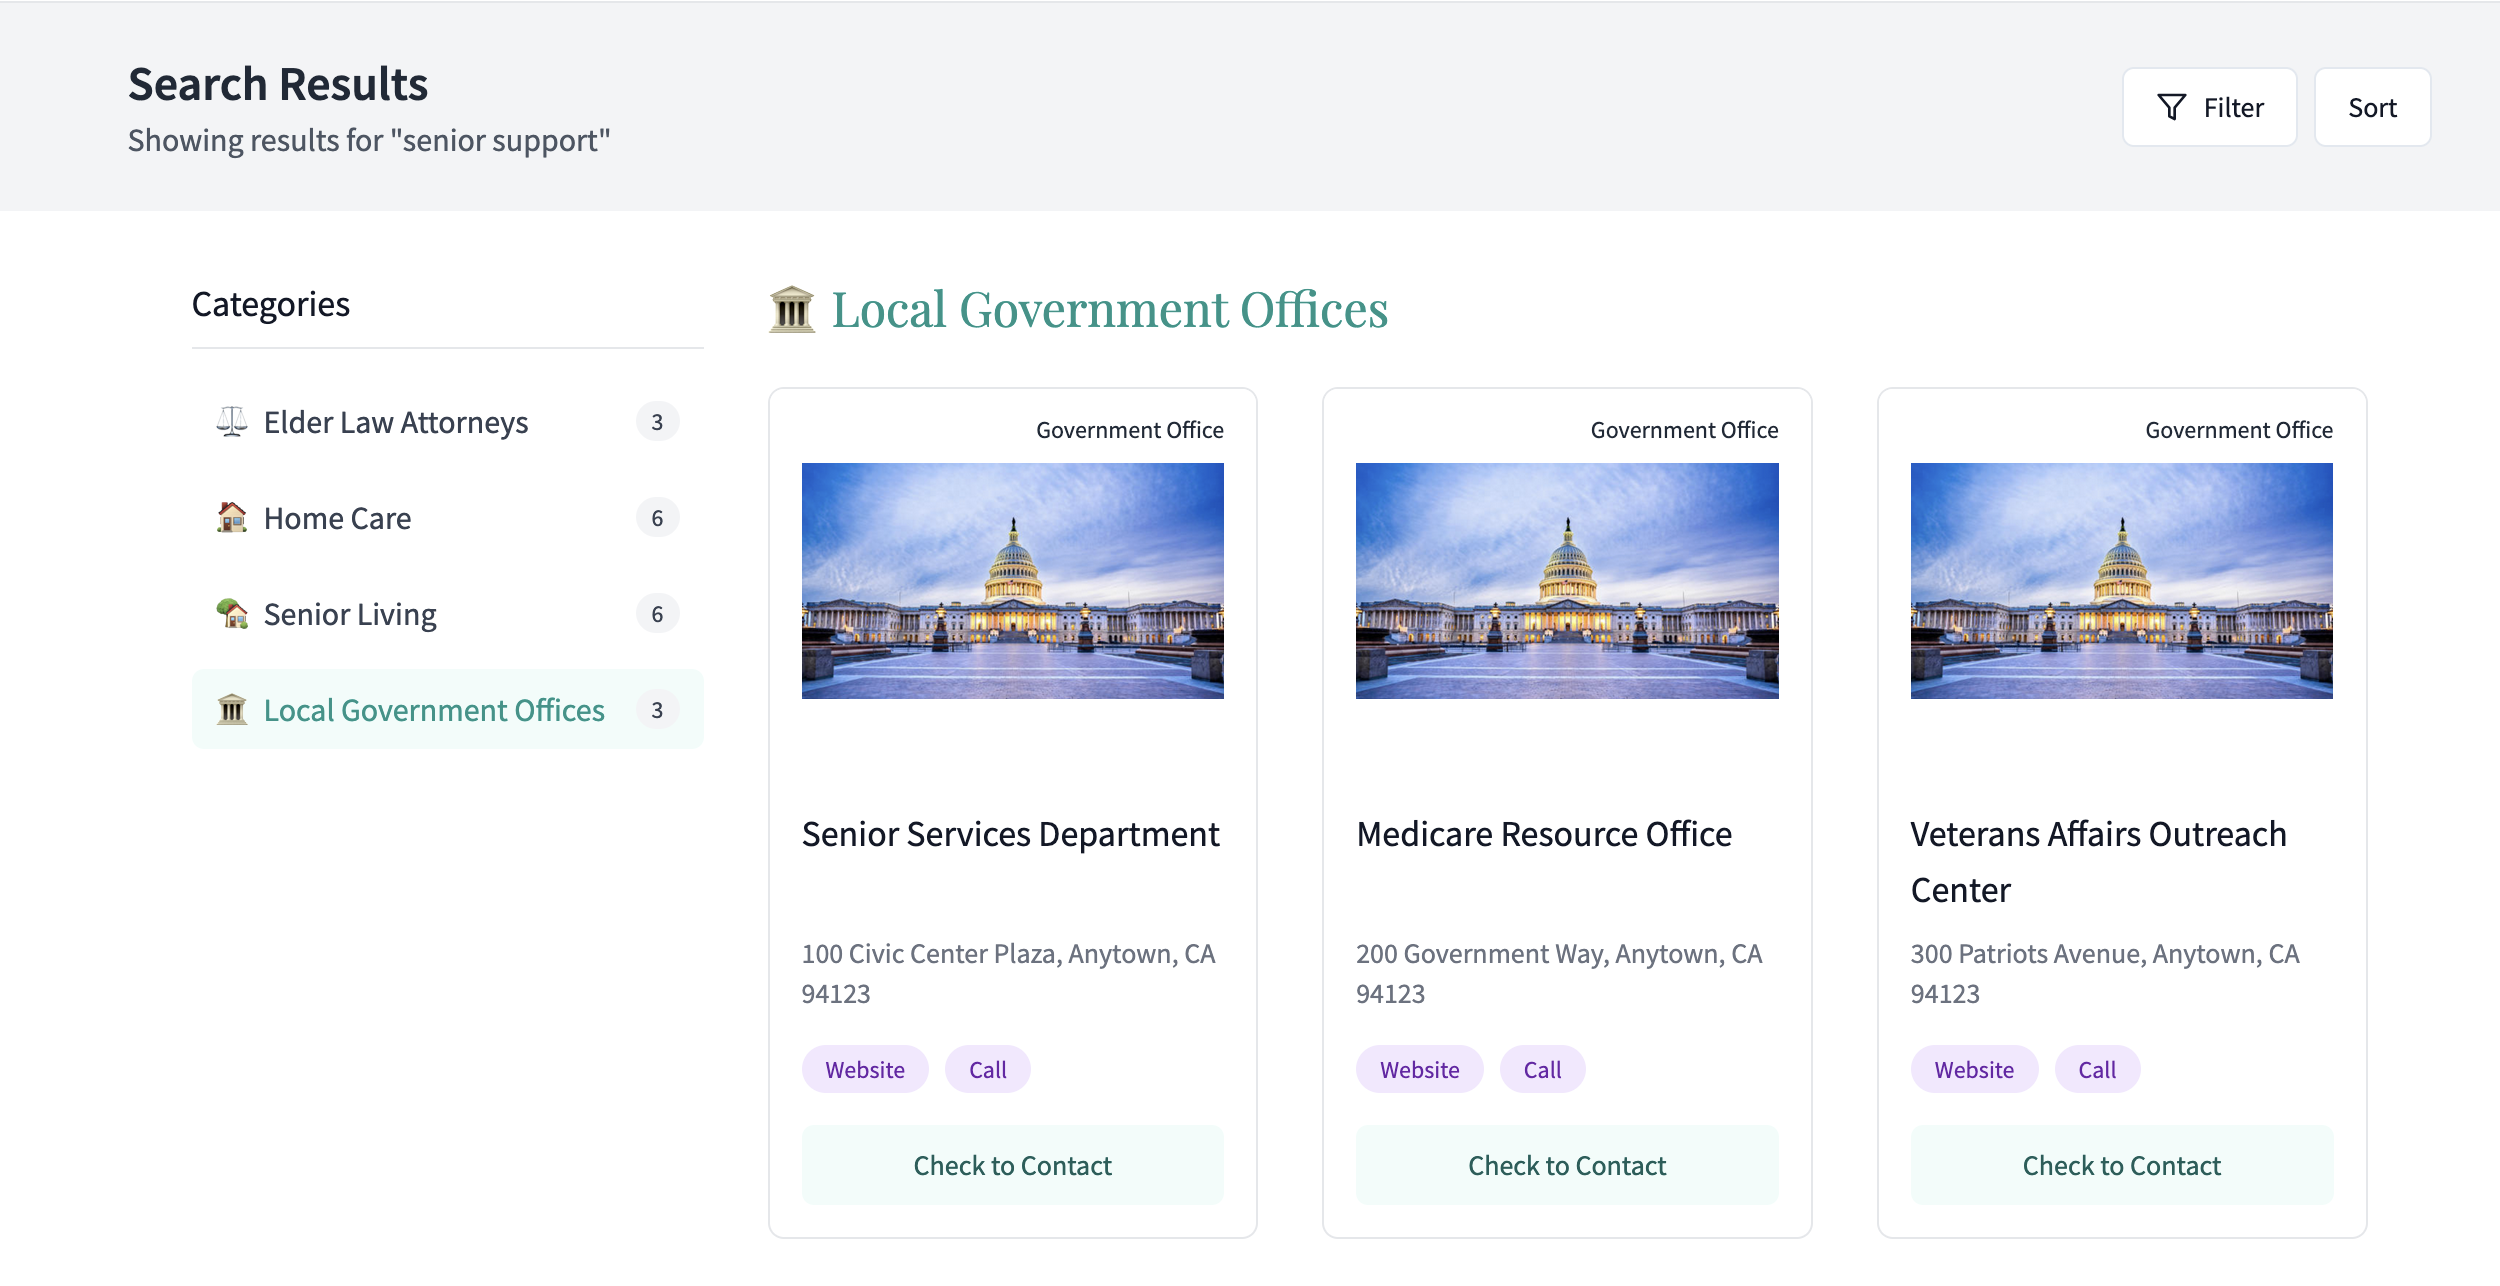 Search Results
Showing results for "senior support"
Filter
Sort
Categories
Elder Law Attorneys 3
Home Care 6
Senior Living 6
Local Government Offices 3
Local Government Offices
Government Office
Senior Services Department
100 Civic Center Plaza, Anytown, CA
94123
Website Call
Check to Contact
Government Office
Medicare Resource Office
200 Government Way, Anytown, CA
94123
Website Call
Check to Contact
Government Office
Veterans Affairs Outreach
Center
300 Patriots Avenue, Anytown, CA
94123
Website Call
Check to Contact